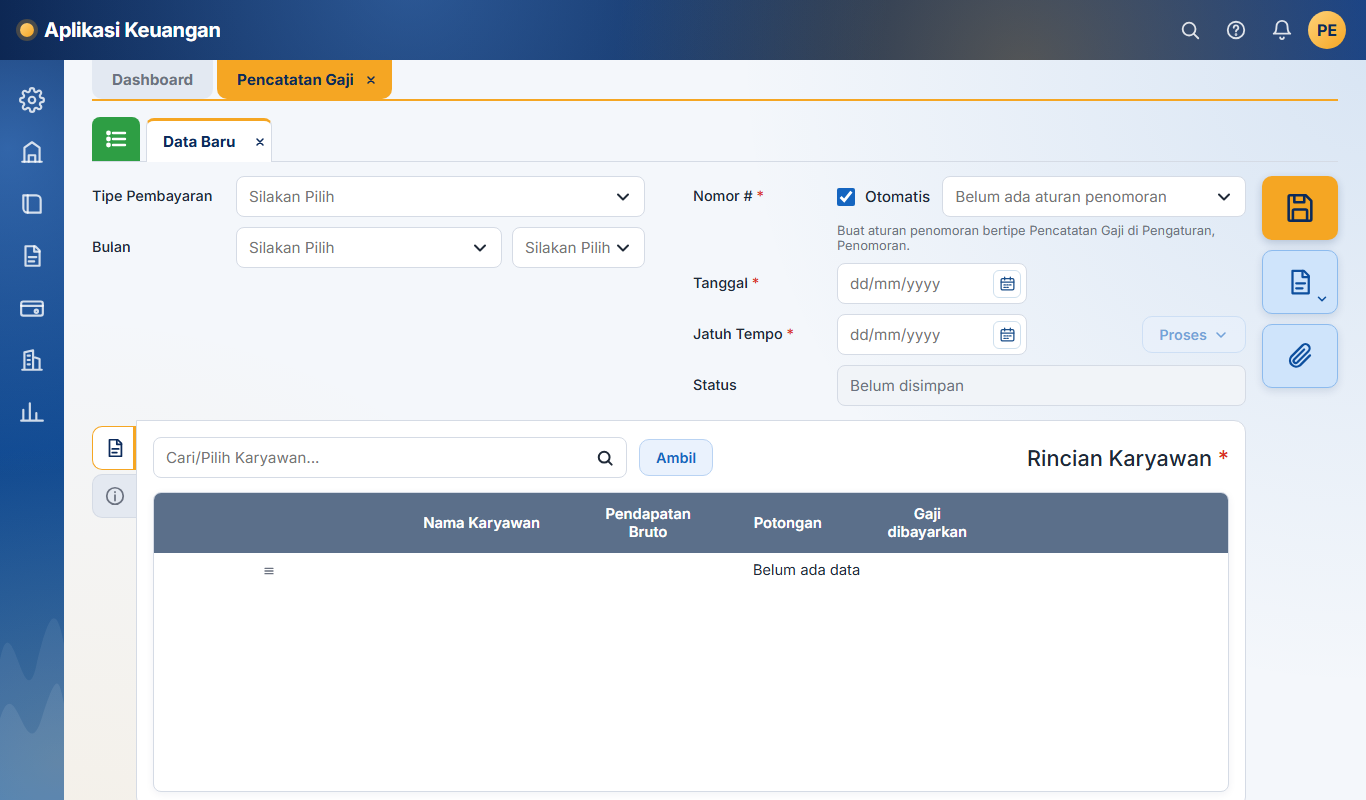 Aplikasi Keuangan
PE
Dashboard
Pencatatan Gaji
Data Baru
Tipe Pembayaran
Silakan Pilih
Bulan
Silakan Pilih
Silakan Pilih
Nomor # *
Otomatis
Belum ada aturan penomoran
Buat aturan penomoran bertipe Pencatatan Gaji di Pengaturan,
Penomoran.
Tanggal *
dd/mm/yyyy
Jatuh Tempo *
dd/mm/yyyy
Proses
Status
Belum disimpan
Cari/Pilih Karyawan...
Ambil
Rincian Karyawan *
Nama Karyawan
Pendapatan
Bruto
Potongan
Gaji
dibayarkan
Belum ada data